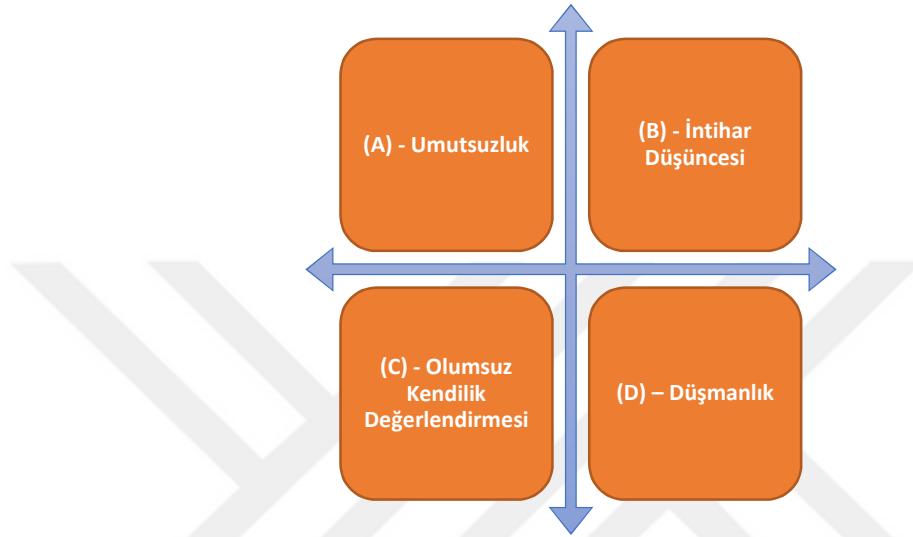 (A) - Umutsuzluk
(B) - İntihar
Düşüncesi
(C) - Olumsuz
Kendilik
Değerlendirmesi
(D) – Düşmanlık